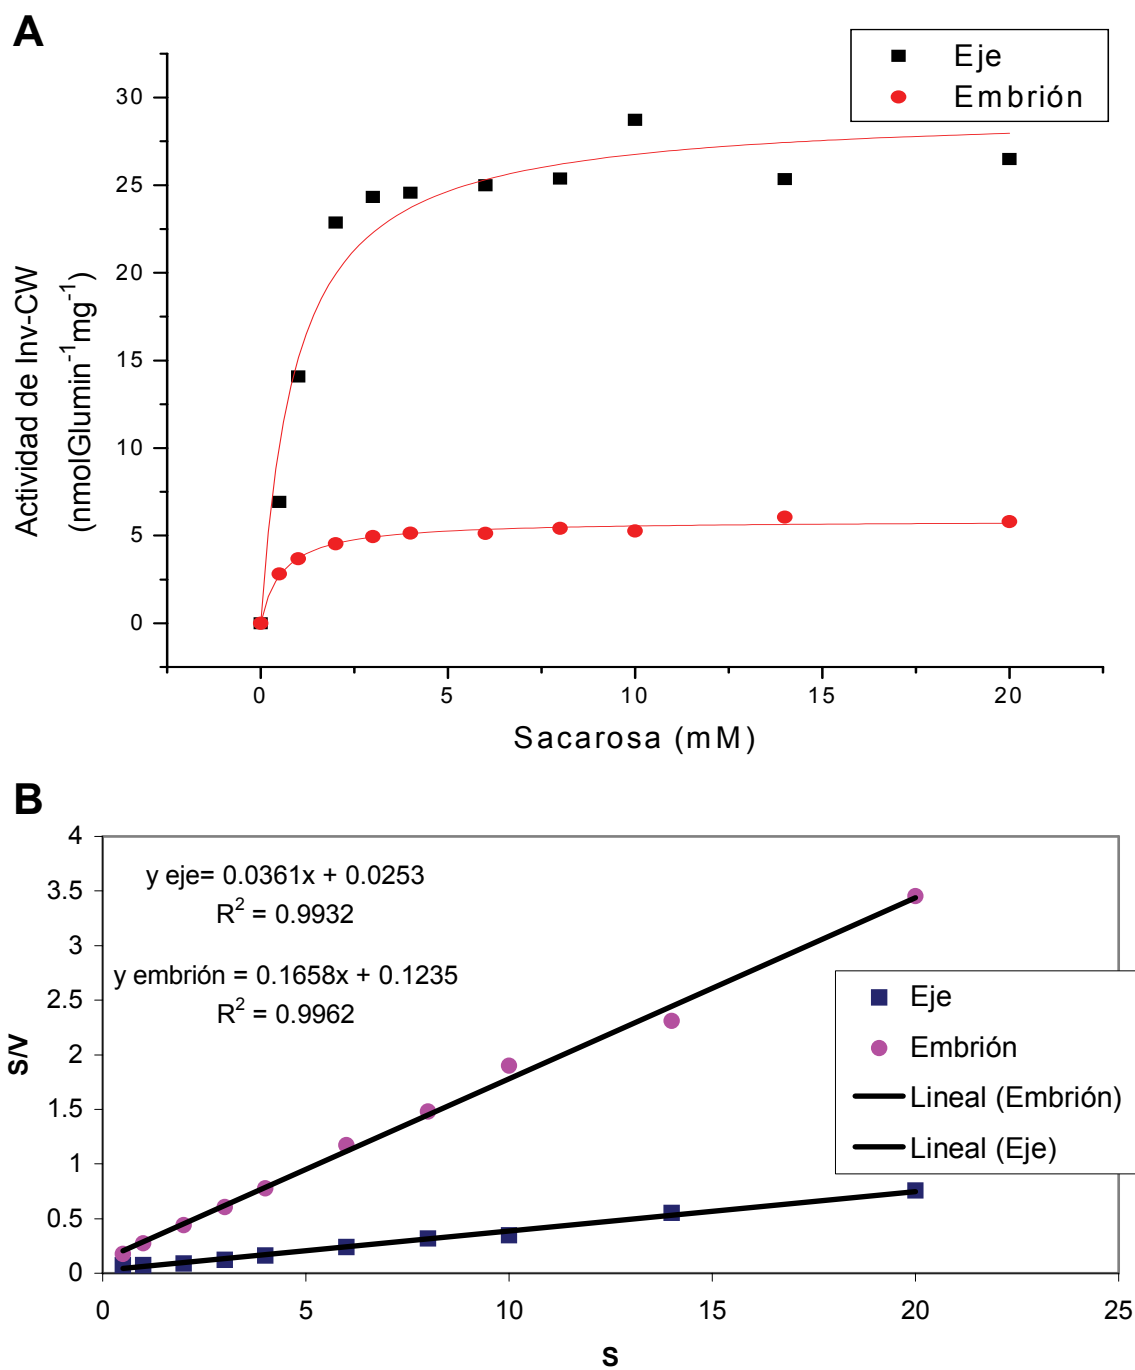 A
Eje
Embrión
30
25
20
15
10
5
0
Actividad de Inv-CW
(nmolGlumin⁻¹mg⁻¹)
0 5 10 15 20
Sacarosa (mM)
B
4
3.5
3
2.5
2
1.5
1
0.5
0
S/V
y eje= 0.0361x + 0.0253
R² = 0.9932
y embrión = 0.1658x + 0.1235
R² = 0.9962
Eje
Embrión
Lineal (Embrión)
Lineal (Eje)
0 5 10 15 20 25
S